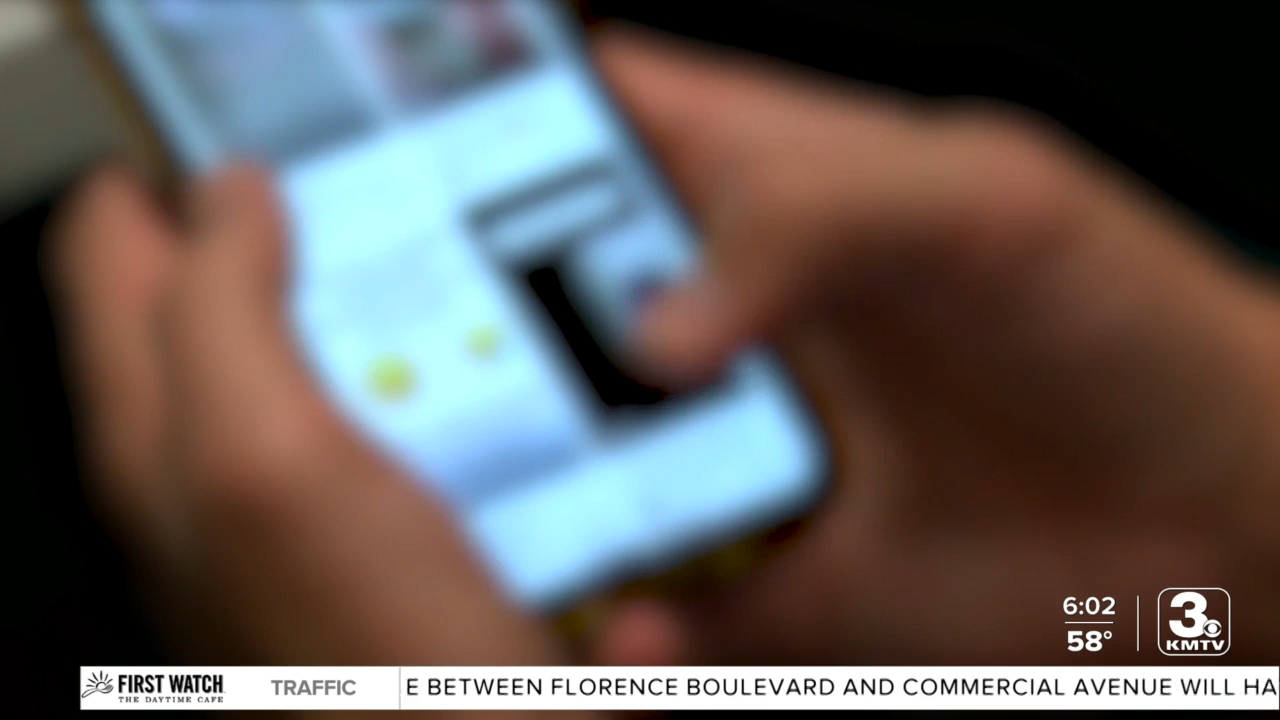 6:02
58°
3
KMTV
FIRST WATCH
THE DAYTIME CAFE
TRAFFIC
E BETWEEN FLORENCE BOULEVARD AND COMMERCIAL AVENUE WILL HA